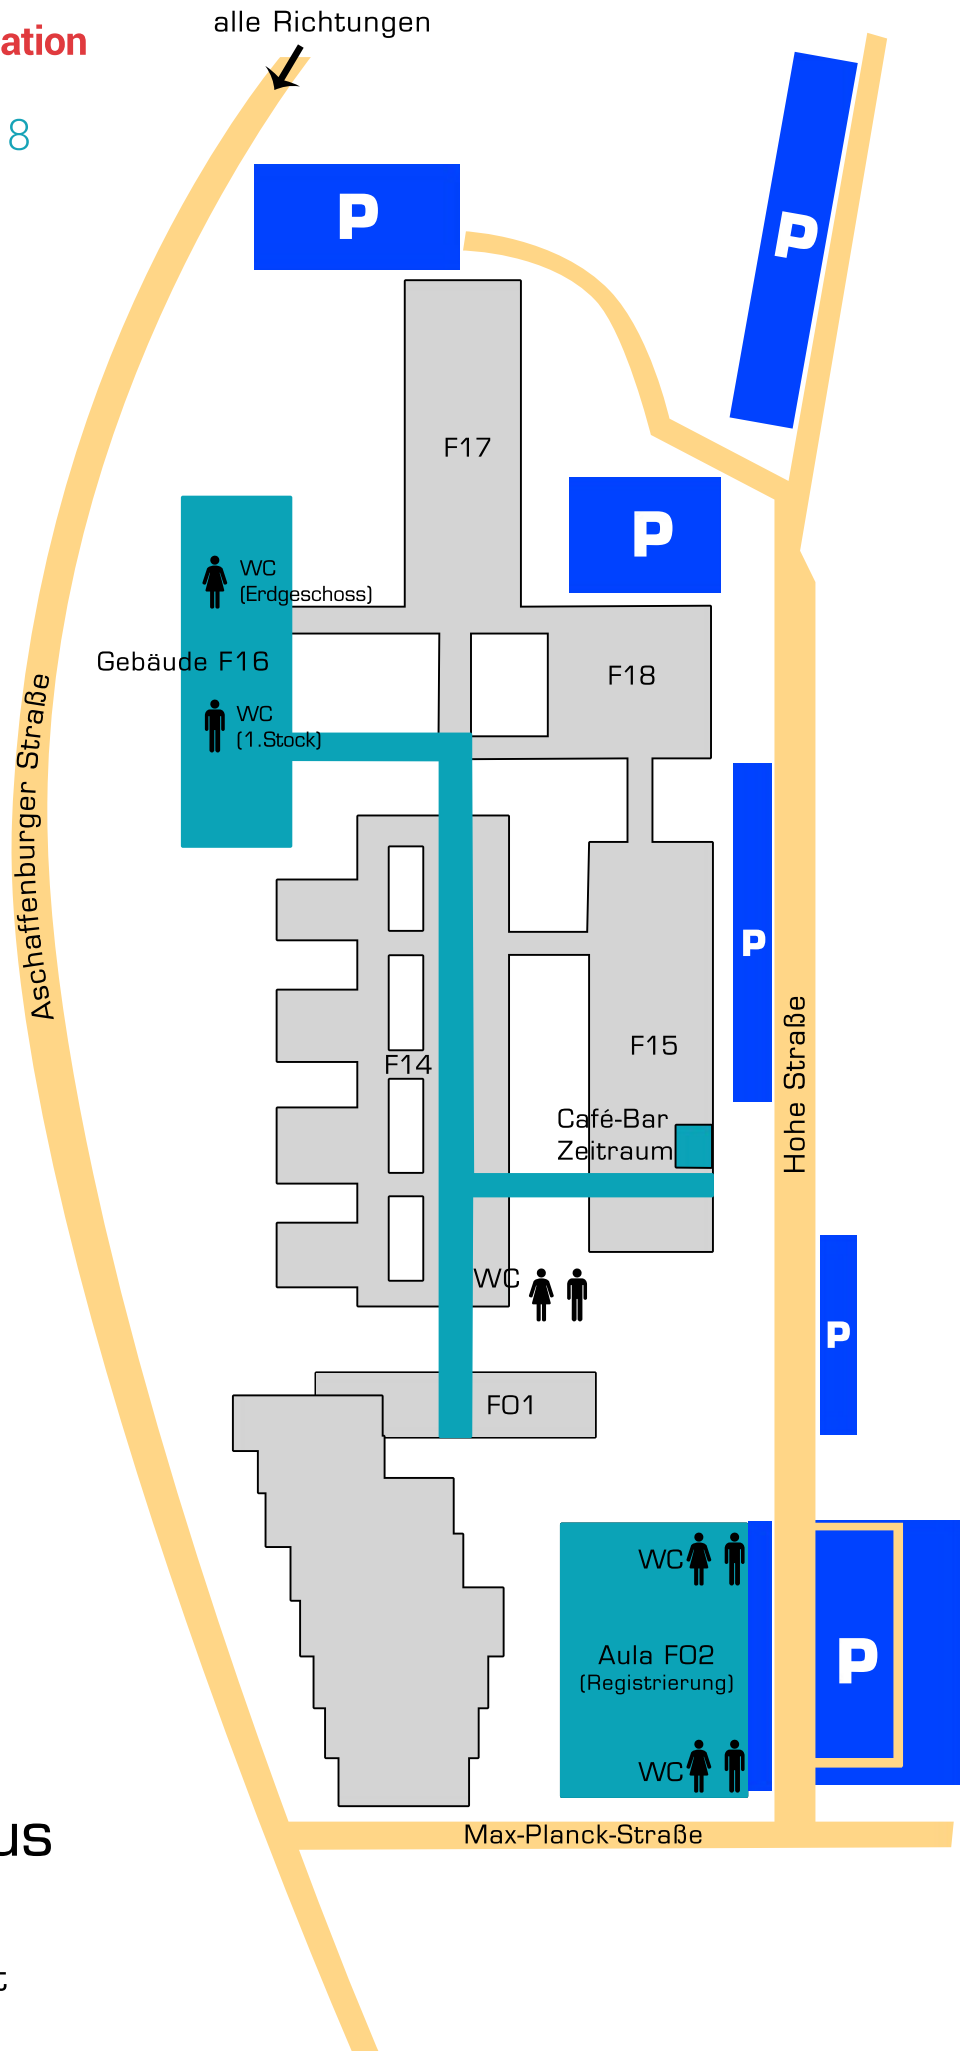 alle Richtungen
ation
8
P
P
F17
P
WC
(Erdgeschoss)
Gebäude F16
F18
WC
(1.Stock)
Aschaffenburger Straße
P
Hohe Straße
F14
F15
Café-Bar
Zeitraum
WC
P
F01
WC
Aula F02
(Registrierung)
P
WC
us
Max-Planck-Straße
t